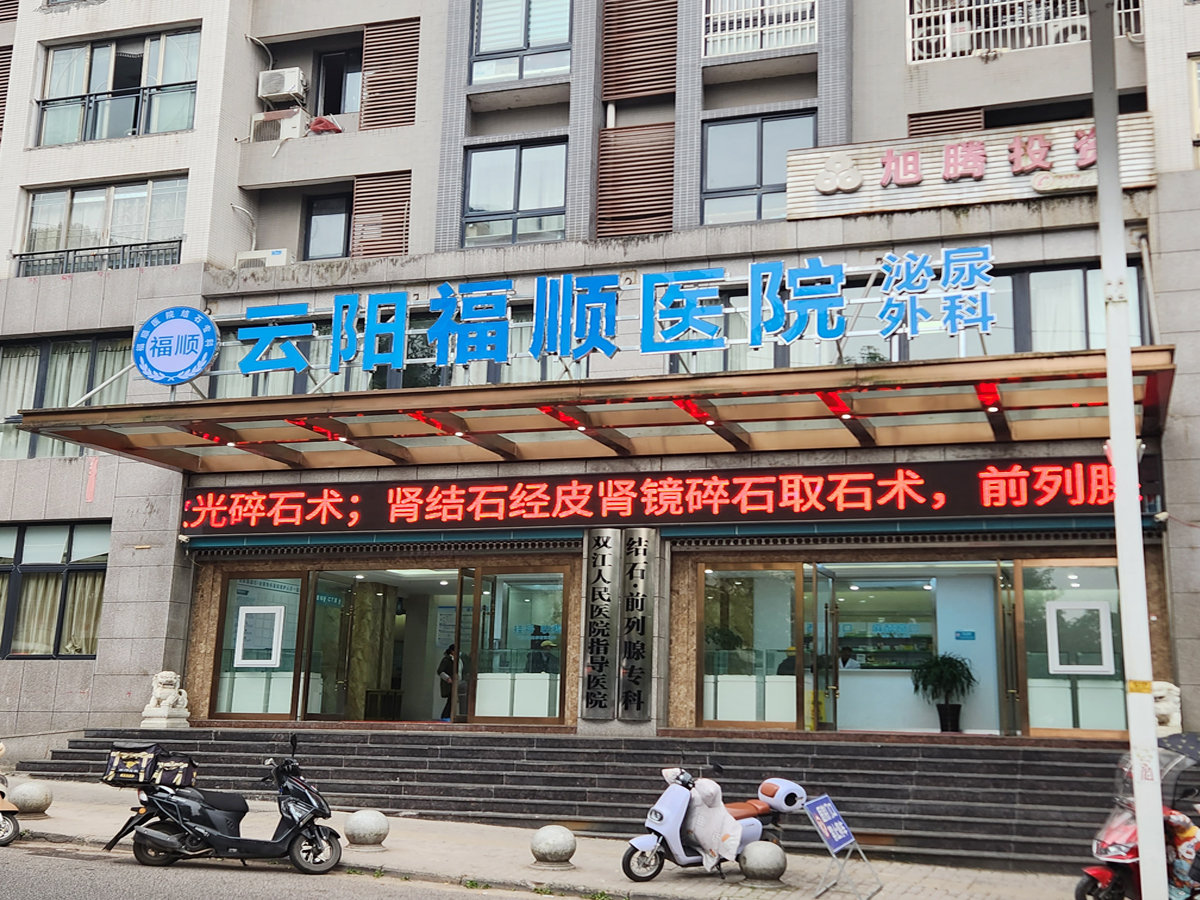 旭腾投资
云阳福顺医院
泌尿
外科
福顺
光碎石术；肾结石经皮肾镜碎石取石术，前列腺
双江人民医院指导医院
结石·前列腺专科